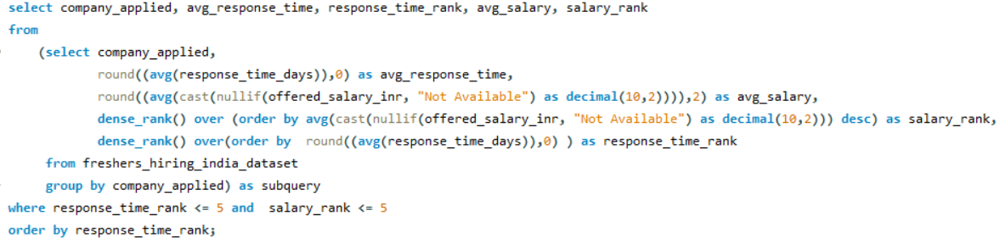 select company_applied, avg_response_time, response_time_rank, avg_salary, salary_rank
from
(select company_applied,
round((avg(response_time_days)),0) as avg_response_time,
round((avg(cast(nullif(offered_salary_inr, "Not Available") as decimal(10,2)))),2) as avg_salary,
dense_rank() over (order by avg(cast(nullif(offered_salary_inr, "Not Available") as decimal(10,2))) desc) as salary_rank,
dense_rank() over(order by  round((avg(response_time_days)),0) ) as response_time_rank
from freshers_hiring_india_dataset
group by company_applied) as subquery
where response_time_rank <= 5 and  salary_rank <= 5
order by response_time_rank;